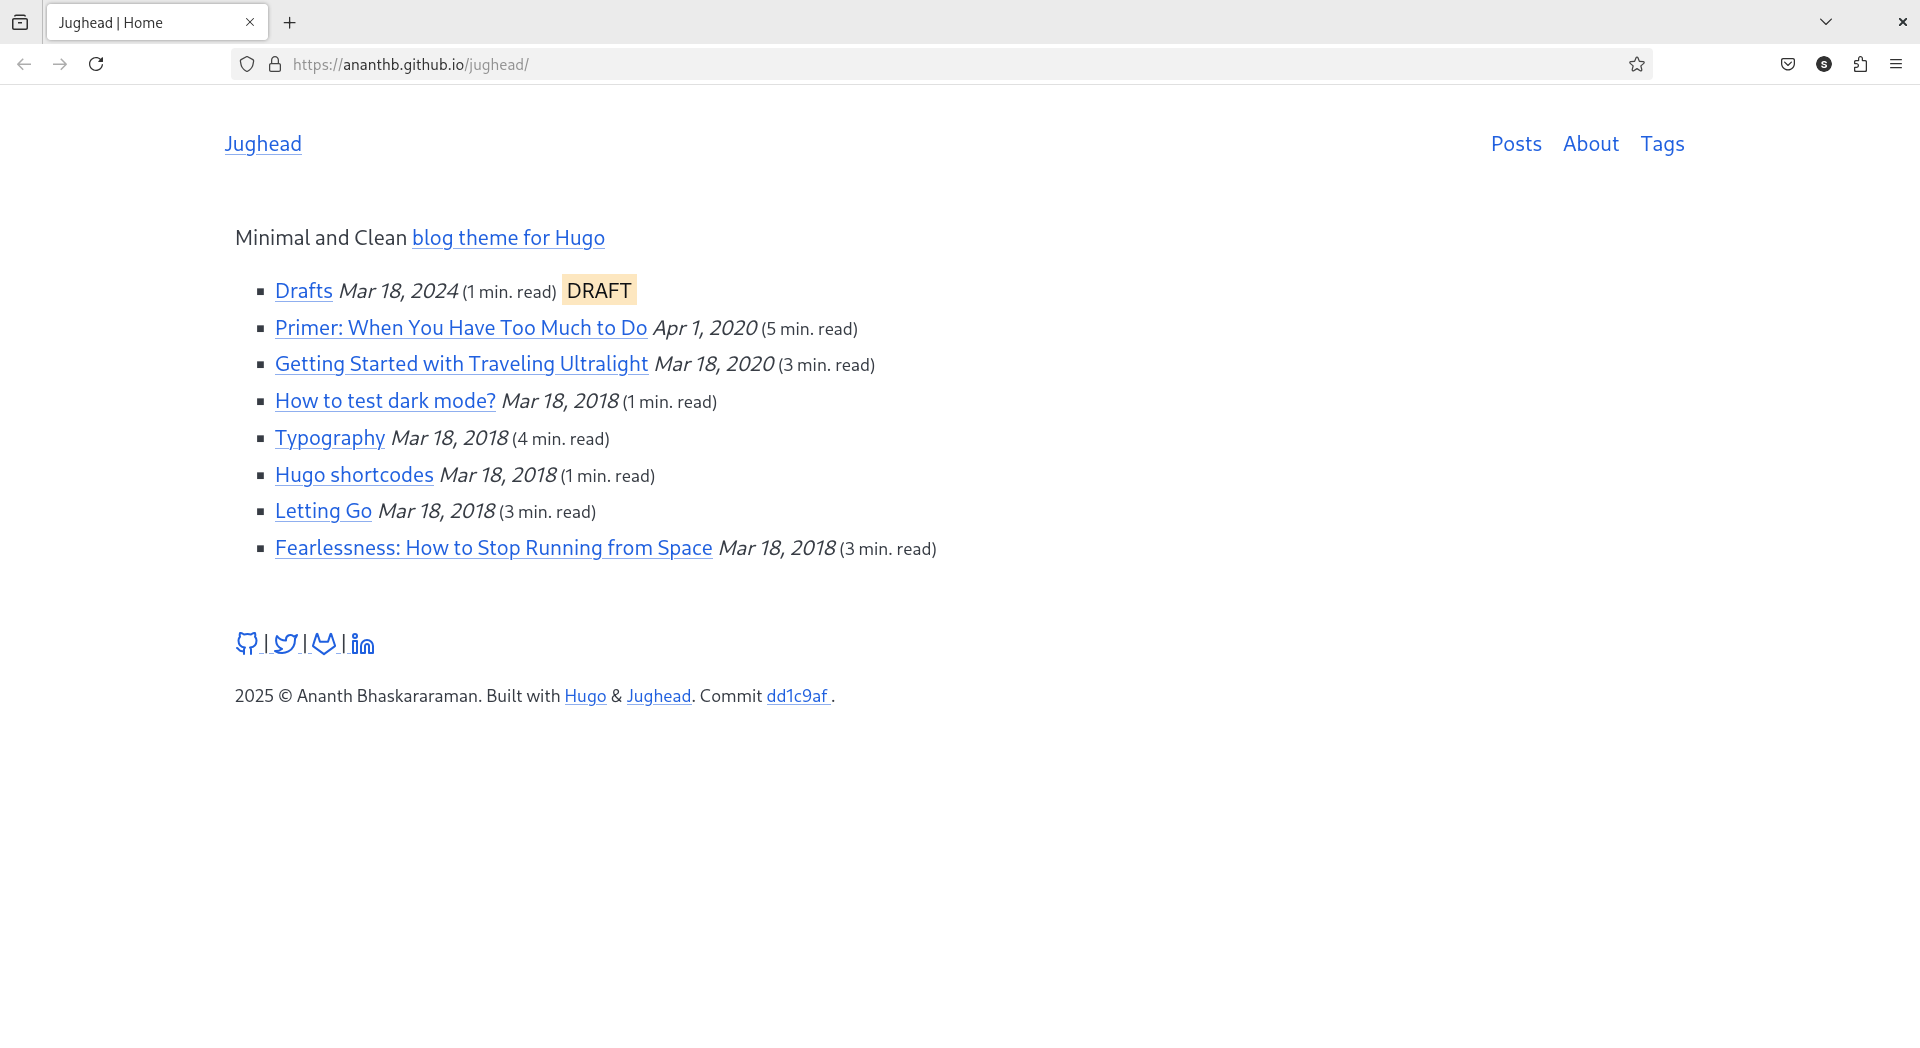 Jughead | Home
https://ananthb.github.io/jughead/
S
Jughead
Posts About Tags
Minimal and Clean blog theme for Hugo
Drafts Mar 18, 2024 (1 min. read) DRAFT
Primer: When You Have Too Much to Do Apr 1, 2020 (5 min. read)
Getting Started with Traveling Ultralight Mar 18, 2020 (3 min. read)
How to test dark mode? Mar 18, 2018 (1 min. read)
Typography Mar 18, 2018 (4 min. read)
Hugo shortcodes Mar 18, 2018 (1 min. read)
Letting Go Mar 18, 2018 (3 min. read)
Fearlessness: How to Stop Running from Space Mar 18, 2018 (3 min. read)
| | |
2025 © Ananth Bhaskararaman. Built with Hugo & Jughead. Commit dd1c9af .